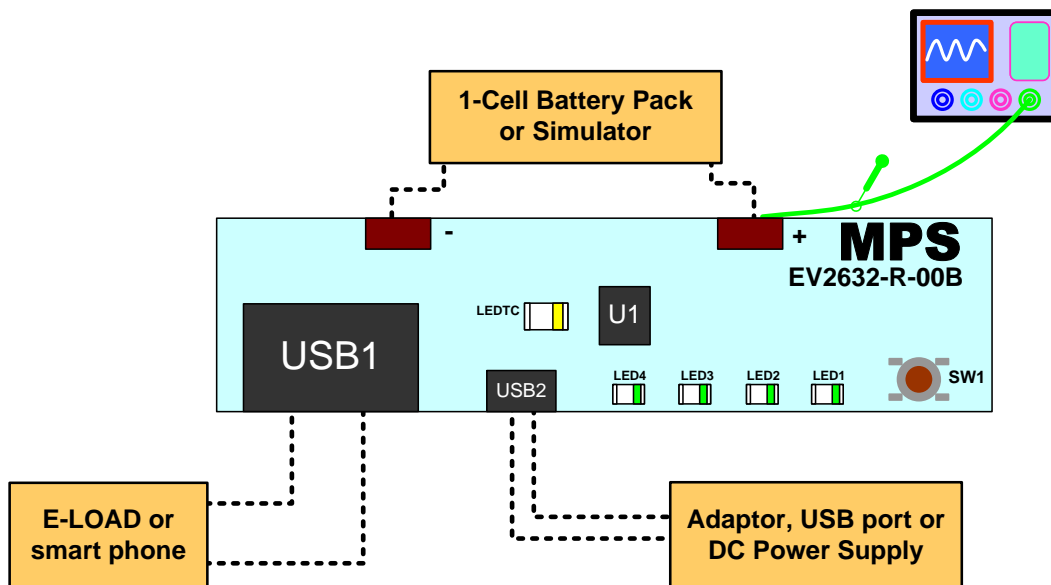 1-Cell Battery Pack
or Simulator
-
+
MPS
EV2632-R-00B
LEDTC
U1
USB1
USB2
LED4
LED3
LED2
LED1
SW1
E-LOAD or
smart phone
Adaptor, USB port or
DC Power Supply